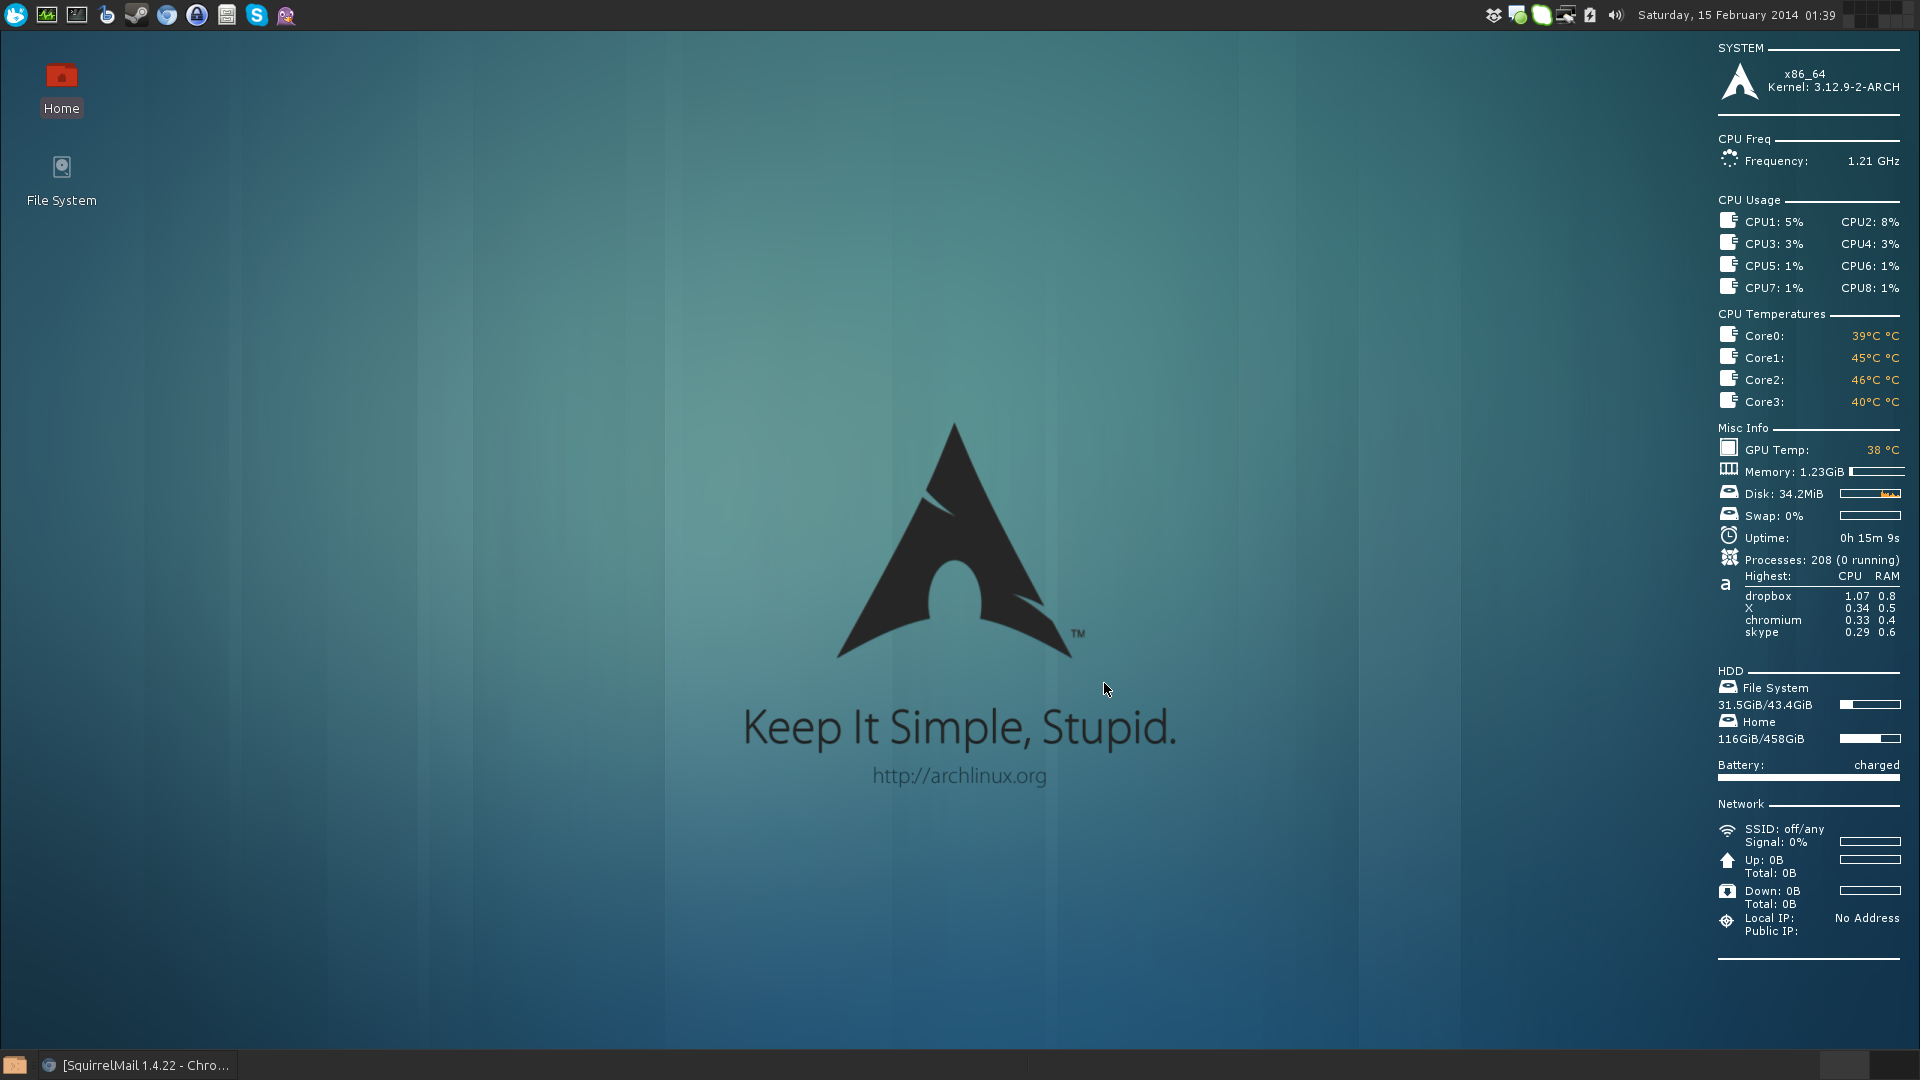 Saturday, 15 February 2014 01:39
Home
File System
™
Keep It Simple, Stupid.
http://archlinux.org
SYSTEM
x86_64
Kernel: 3.12.9-2-ARCH
CPU Freq
Frequency: 1.21 GHz
CPU Usage
CPU1: 5% CPU2: 8%
CPU3: 3% CPU4: 3%
CPU5: 1% CPU6: 1%
CPU7: 1% CPU8: 1%
CPU Temperatures
Core0: 39°C °C
Core1: 45°C °C
Core2: 46°C °C
Core3: 40°C °C
Misc Info
GPU Temp: 38 °C
Memory: 1.23GiB
Disk: 34.2MiB
Swap: 0%
Uptime: 0h 15m 9s
Processes: 208 (0 running)
a Highest: CPU RAM
dropbox 1.07 0.8
X 0.34 0.5
chromium 0.33 0.4
skype 0.29 0.6
HDD
File System
31.5GiB/43.4GiB
Home
116GiB/458GiB
Battery: charged
Network
SSID: off/any
Signal: 0%
Up: 0B
Total: 0B
Down: 0B
Total: 0B
Local IP: No Address
Public IP:
[SquirrelMail 1.4.22 - Chro...